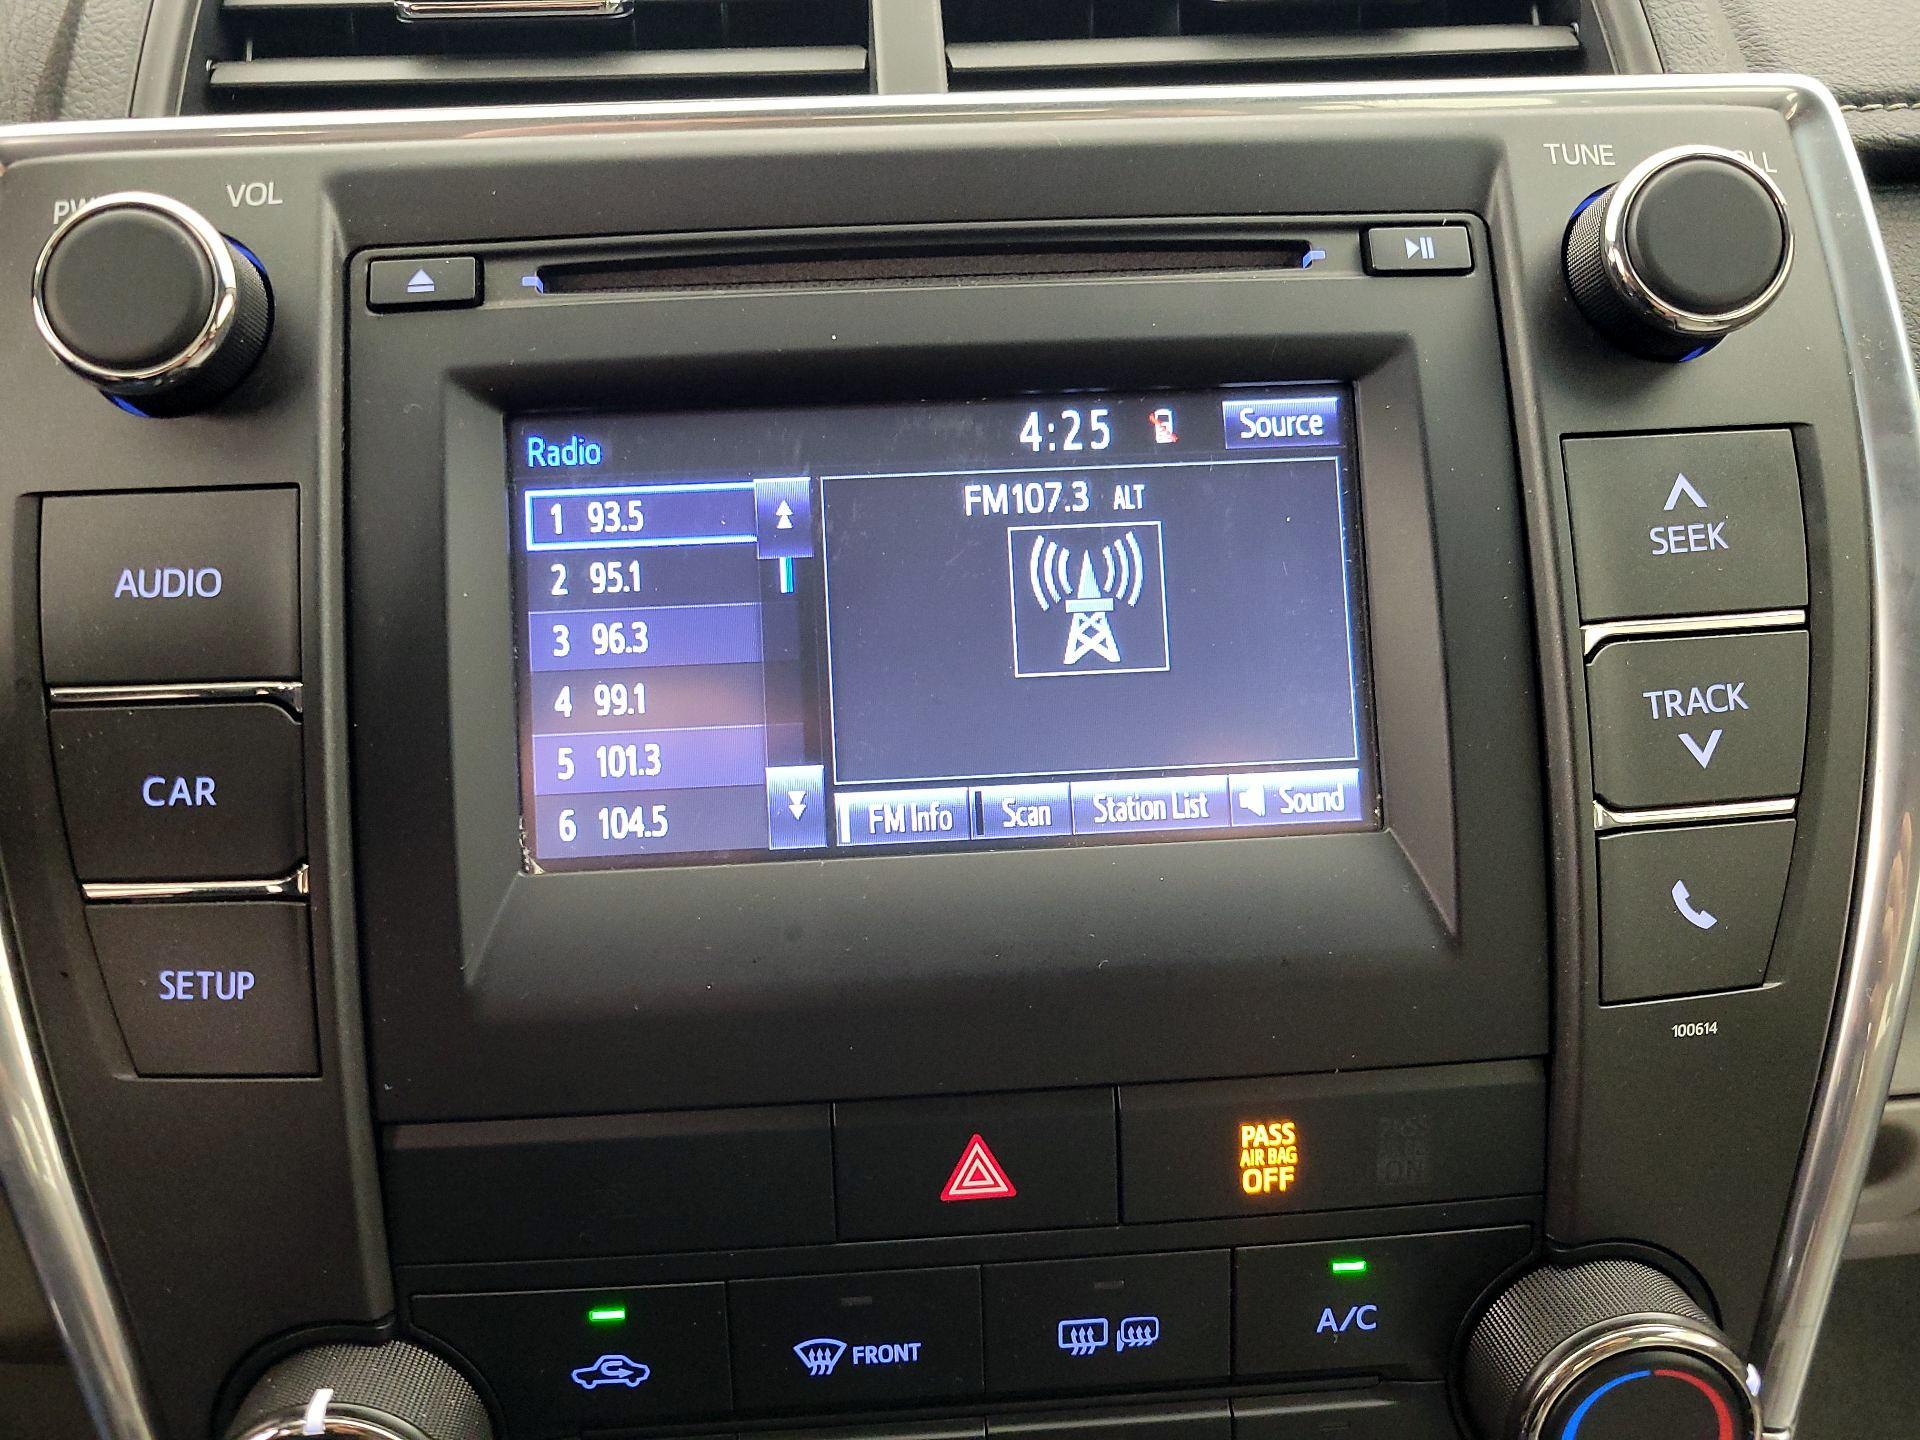 VOL
TUNE
AUDIO
CAR
SETUP
Radio
4:25
Source
1 93.5
2 95.1
3 96.3
4 99.1
5 101.3
6 104.5
FM107.3 ALT
FM Info
Scan
Station List
Sound
SEEK
TRACK
100614
PASS
AIR BAG
OFF
ON
FRONT
A/C